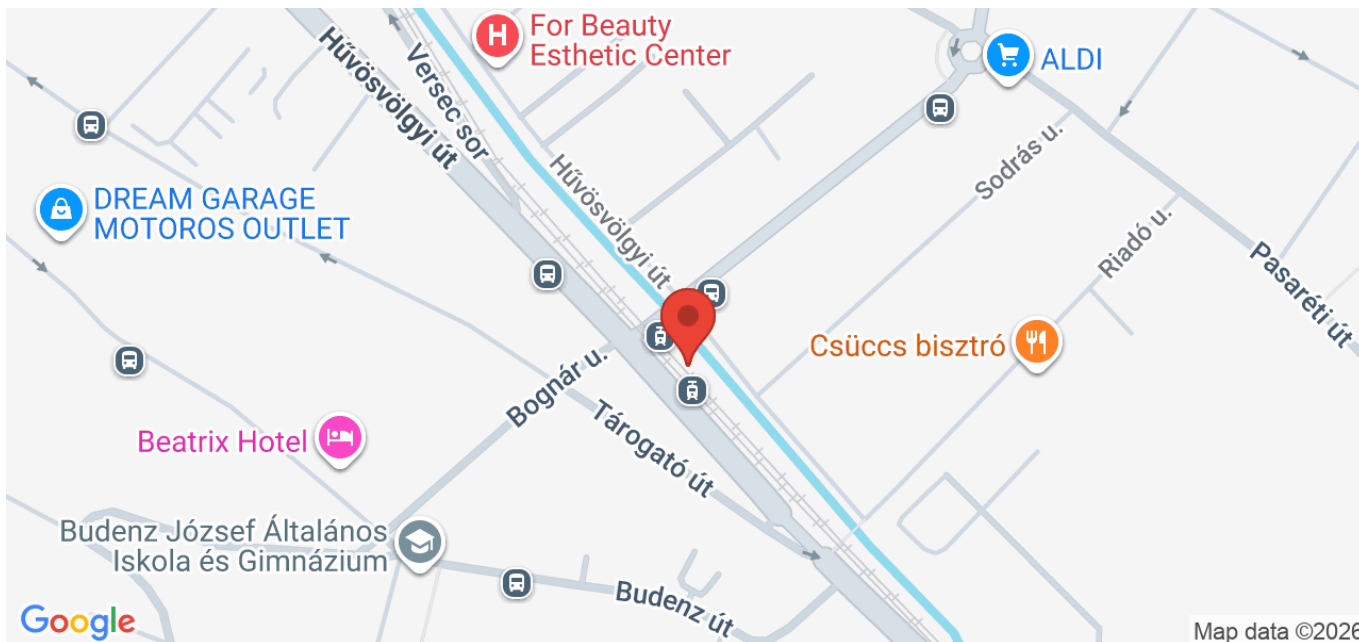 For Beauty
Esthetic Center
ALDI
Hűvösvölgyi út
Versec sor
Hűvösvölgyi út
Sodrás u.
DREAM GARAGE
MOTOROS OUTLET
Riadó u.
Pasaréti út
Csüccs bisztró
Bognár u.
Tárogató út
Beatrix Hotel
Budenz József Általános
Iskola és Gimnázium
Budenz út
Google
Map data ©2026